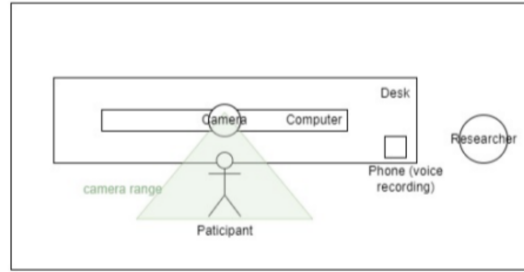 Desk
Camera
Computer
Researcher
Phone (voice
recording)
camera range
Paticipant